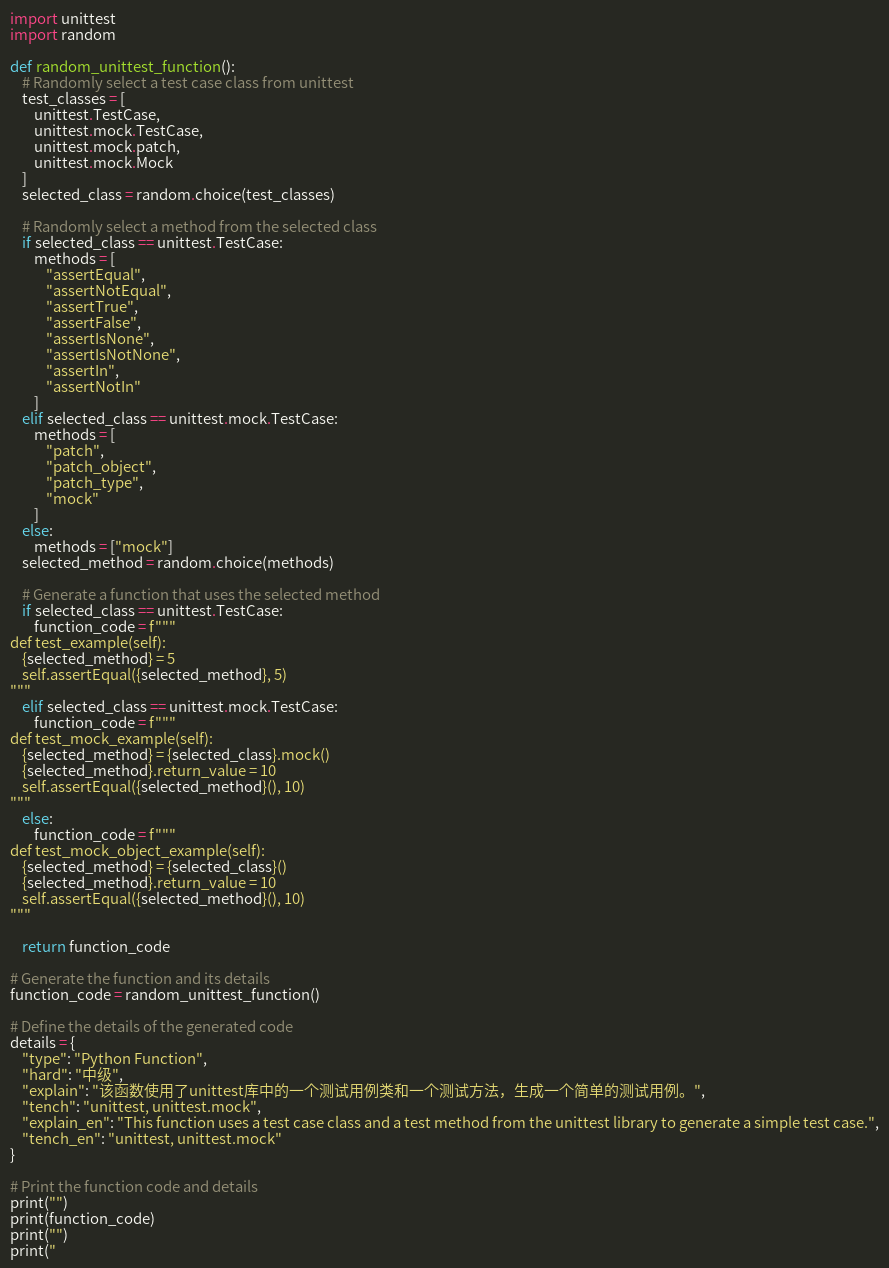 import unittest
import random

def random_unittest_function():
    # Randomly select a test case class from unittest
    test_classes = [
        unittest.TestCase,
        unittest.mock.TestCase,
        unittest.mock.patch,
        unittest.mock.Mock
    ]
    selected_class = random.choice(test_classes)

    # Randomly select a method from the selected class
    if selected_class == unittest.TestCase:
        methods = [
            "assertEqual",
            "assertNotEqual",
            "assertTrue",
            "assertFalse",
            "assertIsNone",
            "assertIsNotNone",
            "assertIn",
            "assertNotIn"
        ]
    elif selected_class == unittest.mock.TestCase:
        methods = [
            "patch",
            "patch_object",
            "patch_type",
            "mock"
        ]
    else:
        methods = ["mock"]
    selected_method = random.choice(methods)

    # Generate a function that uses the selected method
    if selected_class == unittest.TestCase:
        function_code = f"""
def test_example(self):
    {selected_method} = 5
    self.assertEqual({selected_method}, 5)
"""
    elif selected_class == unittest.mock.TestCase:
        function_code = f"""
def test_mock_example(self):
    {selected_method} = {selected_class}.mock()
    {selected_method}.return_value = 10
    self.assertEqual({selected_method}(), 10)
"""
    else:
        function_code = f"""
def test_mock_object_example(self):
    {selected_method} = {selected_class}()
    {selected_method}.return_value = 10
    self.assertEqual({selected_method}(), 10)
"""

    return function_code

# Generate the function and its details
function_code = random_unittest_function()

# Define the details of the generated code
details = {
    "type": "Python Function",
    "hard": "中级",
    "explain": "该函数使用了unittest库中的一个测试用例类和一个测试方法，生成一个简单的测试用例。",
    "tench": "unittest, unittest.mock",
    "explain_en": "This function uses a test case class and a test method from the unittest library to generate a simple test case.",
    "tench_en": "unittest, unittest.mock"
}

# Print the function code and details
print("")
print(function_code)
print("")
print("